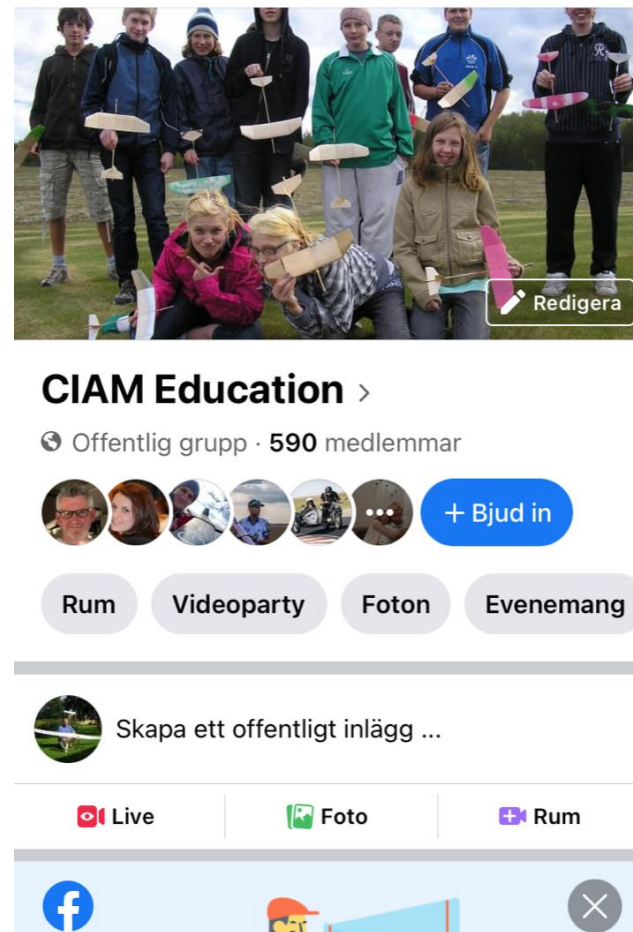 Redigera
CIAM Education >
Offentlig grupp · 590 medlemmar
+ Bjud in
Rum Videoparty Foton Evenemang
Skapa ett offentligt inlägg ...
Live Foto Rum